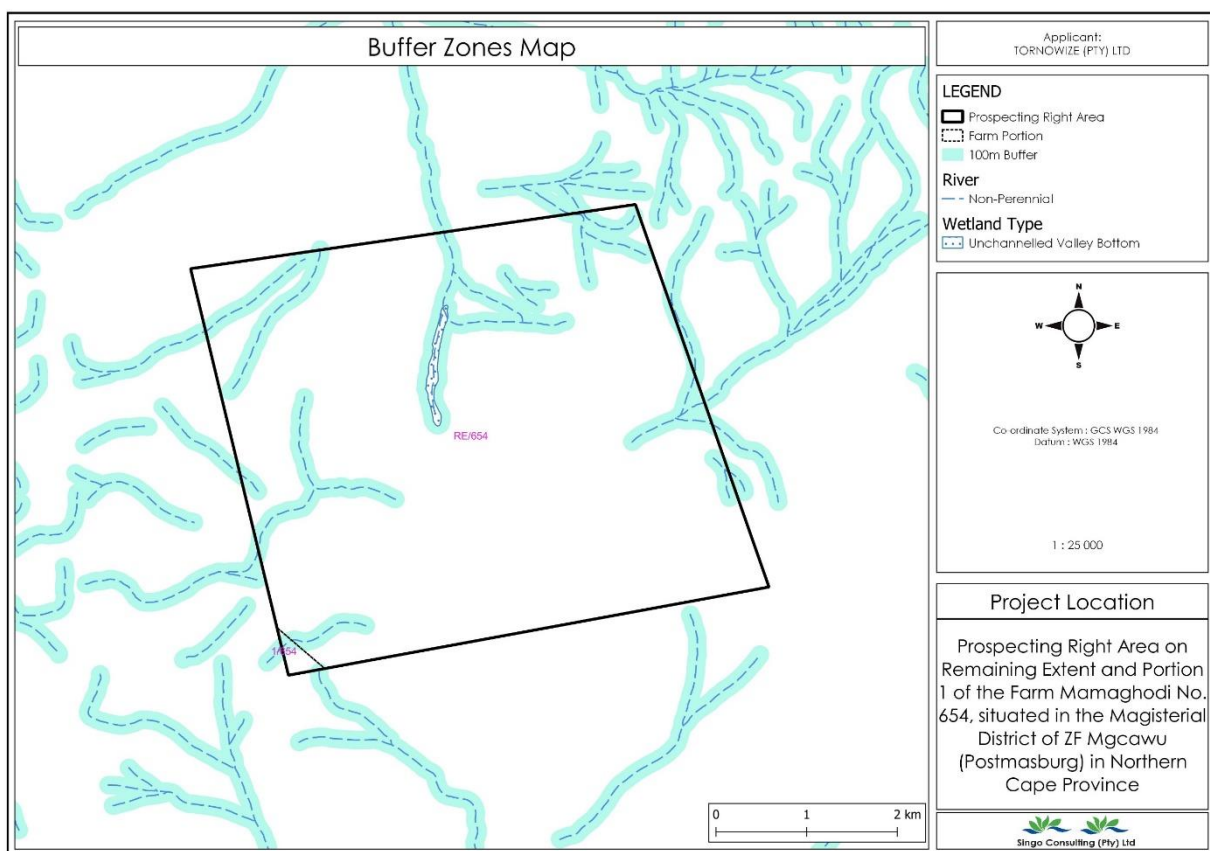 Buffer Zones Map
RE/654
1/654
0 1 2 km
Applicant:
TORNOWIZE (PTY) LTD
LEGEND
Prospecting Right Area
Farm Portion
100m Buffer
River
Non-Perennial
Wetland Type
Unchannelled Valley Bottom
N
W E
S
Co-ordinate System : GCS WGS 1984
Datum : WGS 1984
1 : 25 000
Project Location
Prospecting Right Area on
Remaining Extent and Portion
1 of the Farm Mamaghodi No.
654, situated in the Magisterial
District of ZF Mgcawu
(Postmasburg) in Northern
Cape Province
Singo Consulting (Pty) Ltd